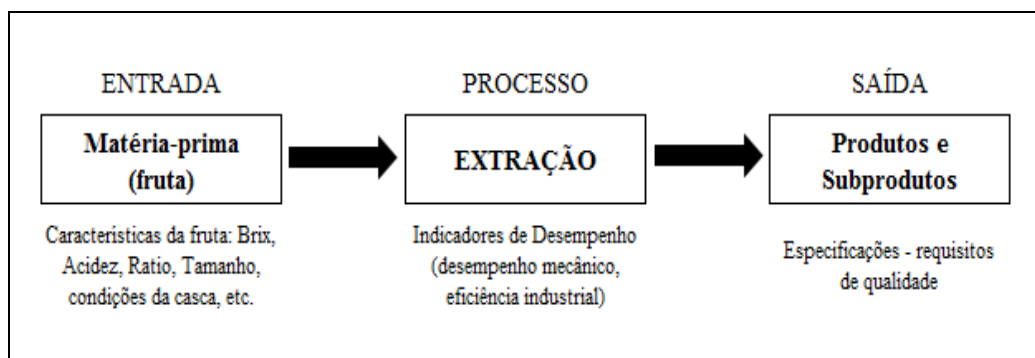 ENTRADA
Matéria-prima
(fruta)
Características da fruta: Brix,
Acidez, Ratio, Tamanho,
condições da casca, etc.
PROCESSO
EXTRAÇÃO
Indicadores de Desempenho
(desempenho mecânico,
eficiência industrial)
SAÍDA
Produtos e
Subprodutos
Especificações - requisitos
de qualidade